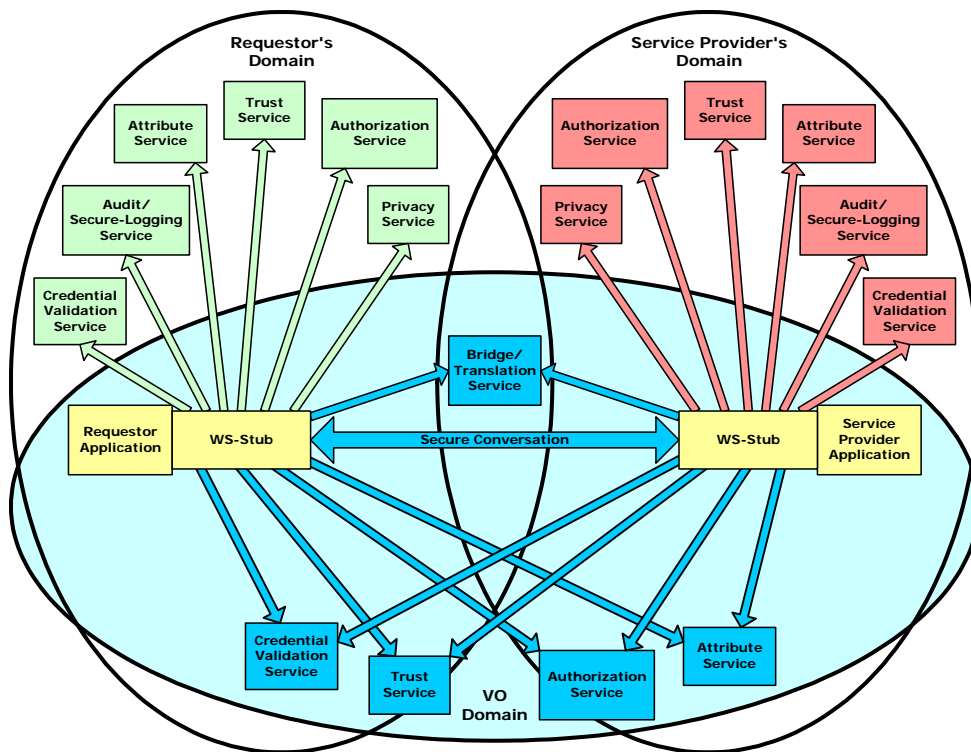 Requestor's
Domain
Service Provider's
Domain
Trust
Service
Attribute
Service
Authorization
Service
Audit/
Secure-Logging
Service
Privacy
Service
Credential
Validation
Service
Trust
Service
Authorization
Service
Attribute
Service
Privacy
Service
Audit/
Secure-Logging
Service
Credential
Validation
Service
Bridge/
Translation
Service
Requestor
Application
WS-Stub
Secure Conversation
WS-Stub
Service
Provider
Application
Credential
Validation
Service
Trust
Service
VO
Domain
Authorization
Service
Attribute
Service